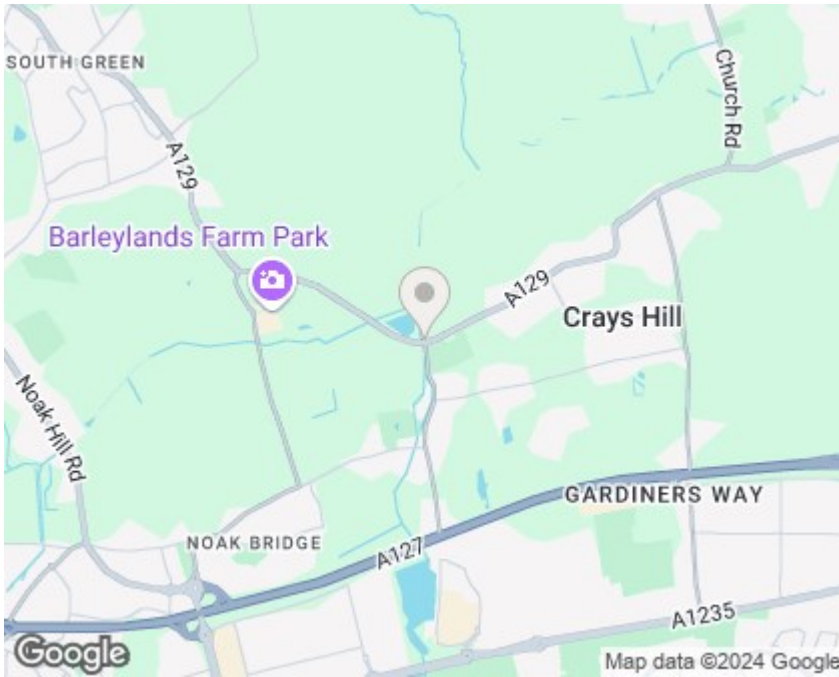 SOUTH GREEN
Church Rd
A129
Barleylands Farm Park
A129
Crays Hill
Noak Hill Rd
GARDINERS WAY
NOAK BRIDGE
A127
A1235
Google
Map data ©2024 Google